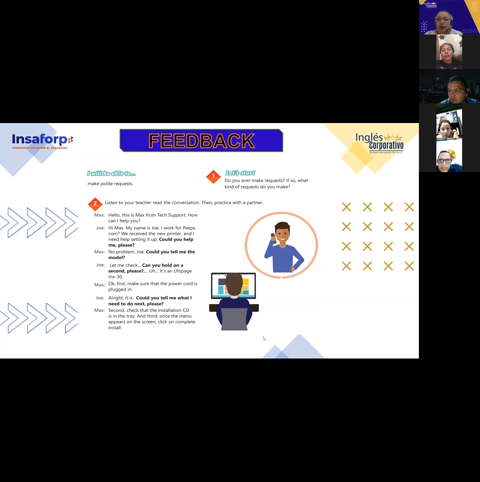 Insaforp
FEEDBACK
Inglés
Corporativo
I will be able to...
make polite requests.
1
Let's start
Do you ever make requests? If so, what
kind of requests do you make?
2
Listen to your teacher read the conversation. Then, practice with a partner.
Max: Hello, this is Max from Tech Support. How
can I help you?
Joe: Hi Max. My name is Joe. I work for Peeps.
com? We received the new printer, and I
need help setting it up. Could you help
me, please?
Max: No problem, Joe. Could you tell me the
model?
Joe: Let me check... Can you hold on a
second, please?... Uh... it's an Ultipage
mx-30.
Max: Ok, first, make sure that the power cord is
plugged in.
Joe: Alright, it is. Could you tell me what I
need to do next, please?
Max: Second, check that the installation CD
is in the tray. And third, once the menu
appears on the screen, click on complete
install